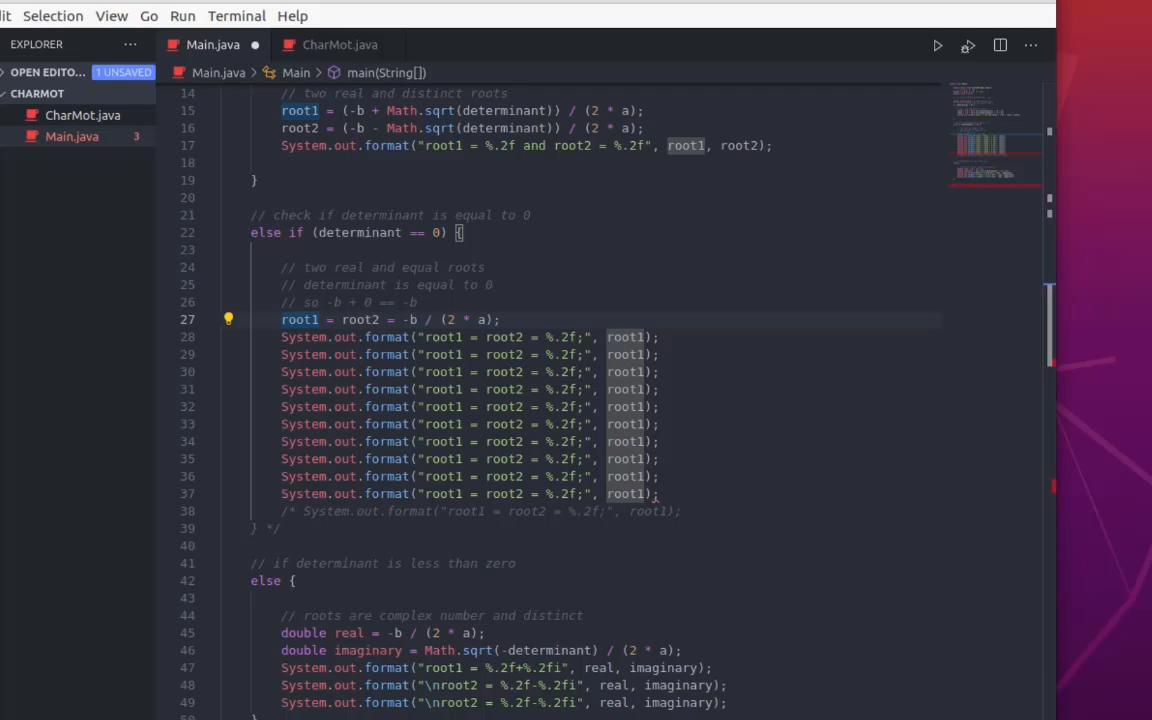 it Selection View Go Run Terminal Help
EXPLORER ··· Main.java CharMot.java ···
OPEN EDITO... 1 UNSAVED Main.java > Main > main(String[])
CHARMOT
CharMot.java
Main.java 3
14 // two real and distinct roots
15 root1 = (-b + Math.sqrt(determinant)) / (2 * a);
16 root2 = (-b - Math.sqrt(determinant)) / (2 * a);
17 System.out.format("root1 = %.2f and root2 = %.2f", root1, root2);
18
19 }
20
21 // check if determinant is equal to 0
22 else if (determinant == 0) {
23
24 // two real and equal roots
25 // determinant is equal to 0
26 // so -b + 0 == -b
27 root1 = root2 = -b / (2 * a);
28 System.out.format("root1 = root2 = %.2f;", root1);
29 System.out.format("root1 = root2 = %.2f;", root1);
30 System.out.format("root1 = root2 = %.2f;", root1);
31 System.out.format("root1 = root2 = %.2f;", root1);
32 System.out.format("root1 = root2 = %.2f;", root1);
33 System.out.format("root1 = root2 = %.2f;", root1);
34 System.out.format("root1 = root2 = %.2f;", root1);
35 System.out.format("root1 = root2 = %.2f;", root1);
36 System.out.format("root1 = root2 = %.2f;", root1);
37 System.out.format("root1 = root2 = %.2f;", root1);
38 /* System.out.format("root1 = root2 = %.2f;", root1);
39 } */
40
41 // if determinant is less than zero
42 else {
43
44 // roots are complex number and distinct
45 double real = -b / (2 * a);
46 double imaginary = Math.sqrt(-determinant) / (2 * a);
47 System.out.format("root1 = %.2f+%.2fi", real, imaginary);
48 System.out.format("\nroot2 = %.2f-%.2fi", real, imaginary);
49 System.out.format("\nroot2 = %.2f-%.2fi", real, imaginary);
50 }